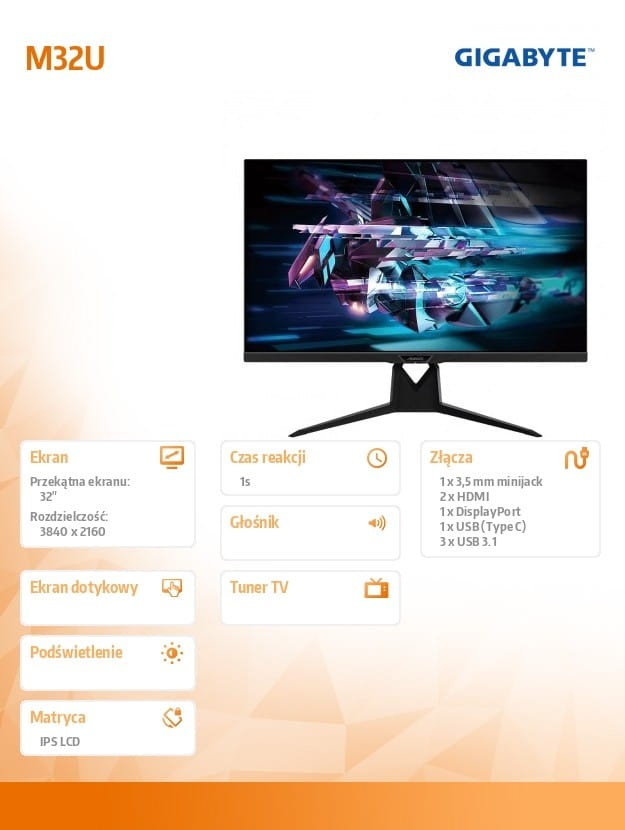 M32U
GIGABYTE™
Ekran
Przekątna ekranu:
32"
Rozdzielczość:
3840 x 2160
Czas reakcji
1s
Głośnik
Złącza
1 x 3,5 mm minijack
2 x HDMI
1 x DisplayPort
1 x USB (Type C)
3 x USB 3.1
Ekran dotykowy
Tuner TV
Podświetlenie
Matryca
IPS LCD